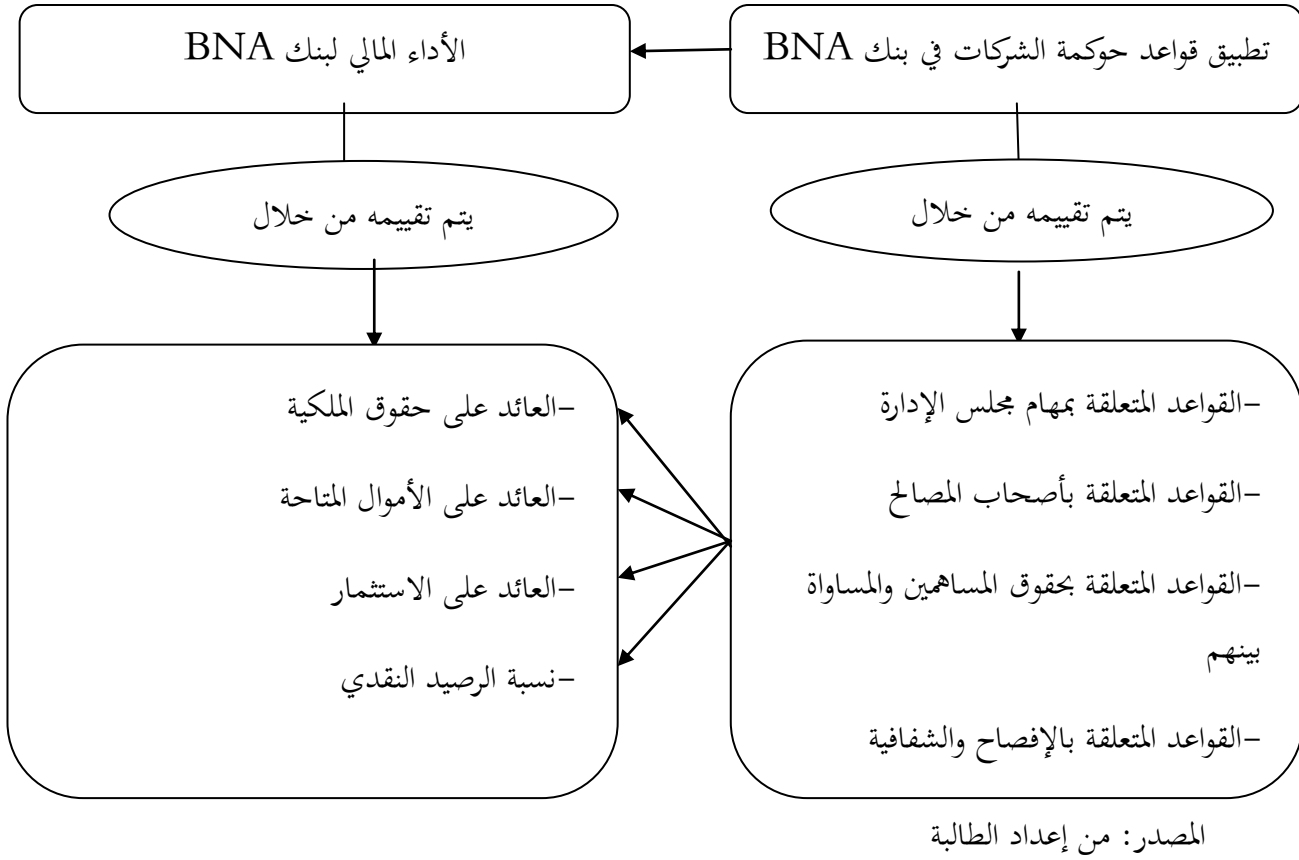 تطبيق قواعد حوكمة الشركات في بنك BNA
الأداء المالي لبنك BNA
يتم تقييمه من خلال
يتم تقييمه من خلال
-القواعد المتعلقة بمهام مجلس الإدارة
-القواعد المتعلقة بأصحاب المصالح
-القواعد المتعلقة بحقوق المساهمين والمساواة
بينهم
-القواعد المتعلقة بالإفصاح والشفافية
-العائد على حقوق الملكية
-العائد على الأموال المتاحة
-العائد على الاستثمار
-نسبة الرصيد النقدي
المصدر: من إعداد الطالبة